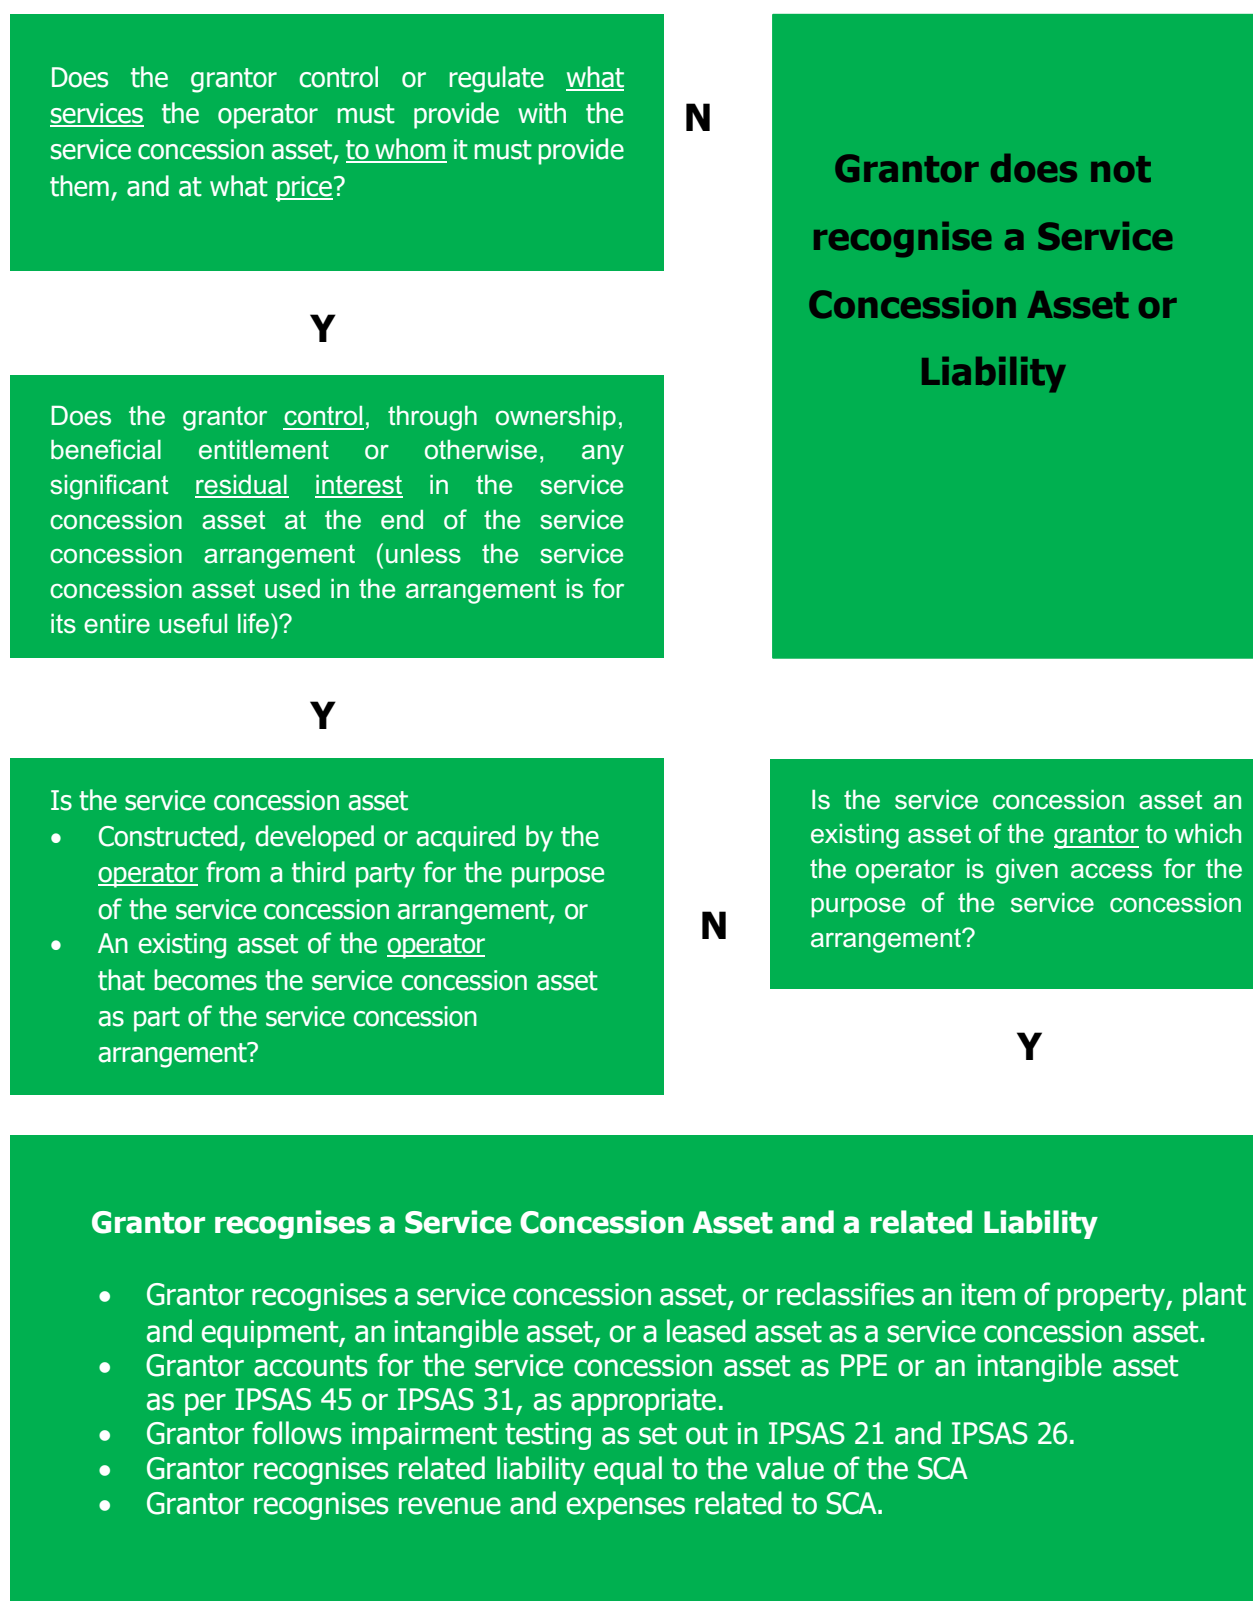 Does the grantor control or regulate what
services the operator must provide with the
service concession asset, to whom it must provide
them, and at what price?
N
Grantor does not
recognise a Service
Concession Asset or
Liability
Y
Does the grantor control, through ownership,
beneficial entitlement or otherwise, any
significant residual interest in the service
concession asset at the end of the service
concession arrangement (unless the service
concession asset used in the arrangement is for
its entire useful life)?
Y
Is the service concession asset
• Constructed, developed or acquired by the
operator from a third party for the purpose
of the service concession arrangement, or
• An existing asset of the operator
that becomes the service concession asset
as part of the service concession
arrangement?
N
Is the service concession asset an
existing asset of the grantor to which
the operator is given access for the
purpose of the service concession
arrangement?
Y
Grantor recognises a Service Concession Asset and a related Liability
• Grantor recognises a service concession asset, or reclassifies an item of property, plant
and equipment, an intangible asset, or a leased asset as a service concession asset.
• Grantor accounts for the service concession asset as PPE or an intangible asset
as per IPSAS 45 or IPSAS 31, as appropriate.
• Grantor follows impairment testing as set out in IPSAS 21 and IPSAS 26.
• Grantor recognises related liability equal to the value of the SCA
• Grantor recognises revenue and expenses related to SCA.